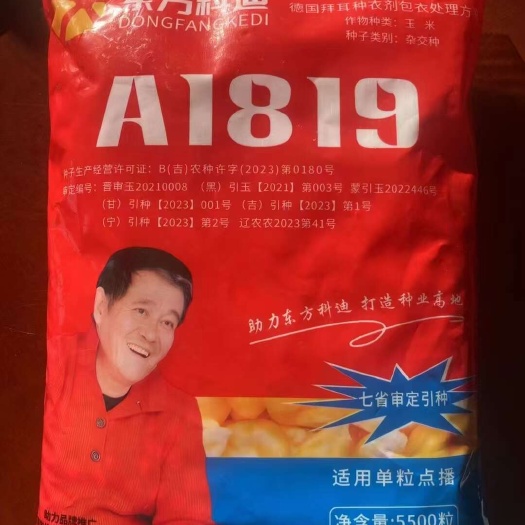 东方科迪
DONGFANGKEDI
德国拜耳种衣剂包衣处理方
作物种类：玉米
种子类别：杂交种
A1819
种子生产经营许可证：B(吉)农种许字(2023)第0180号
审定编号：晋审玉20210008 （黑）引玉【2021】第003号 蒙引玉2022446号
（甘）引种【2023】001号 （吉）引种【2023】第1号
（宁）引种【2023】第2号 辽农农2023第41号
助力东方科迪 打造种业高地
七省审定引种
适用单粒点播
助力品牌推广
净含量:5500粒